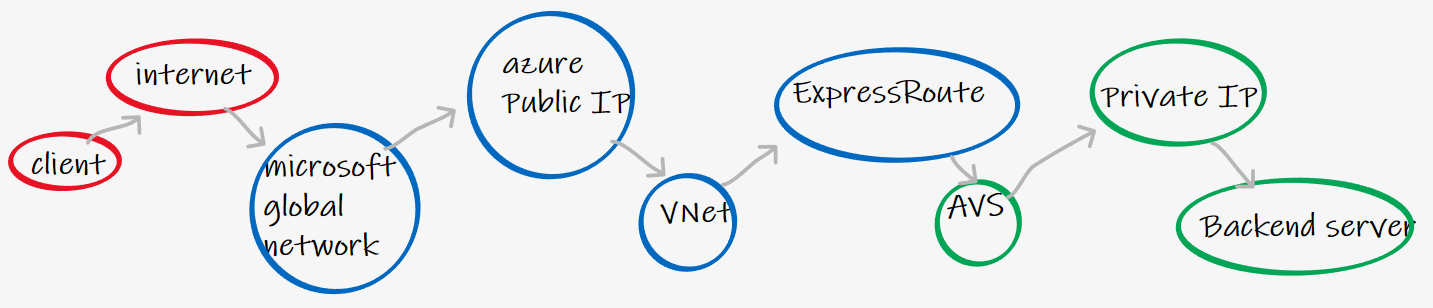 client
internet
microsoft
global
network
azure
Public IP
VNet
ExpressRoute
AVS
Private IP
Backend server